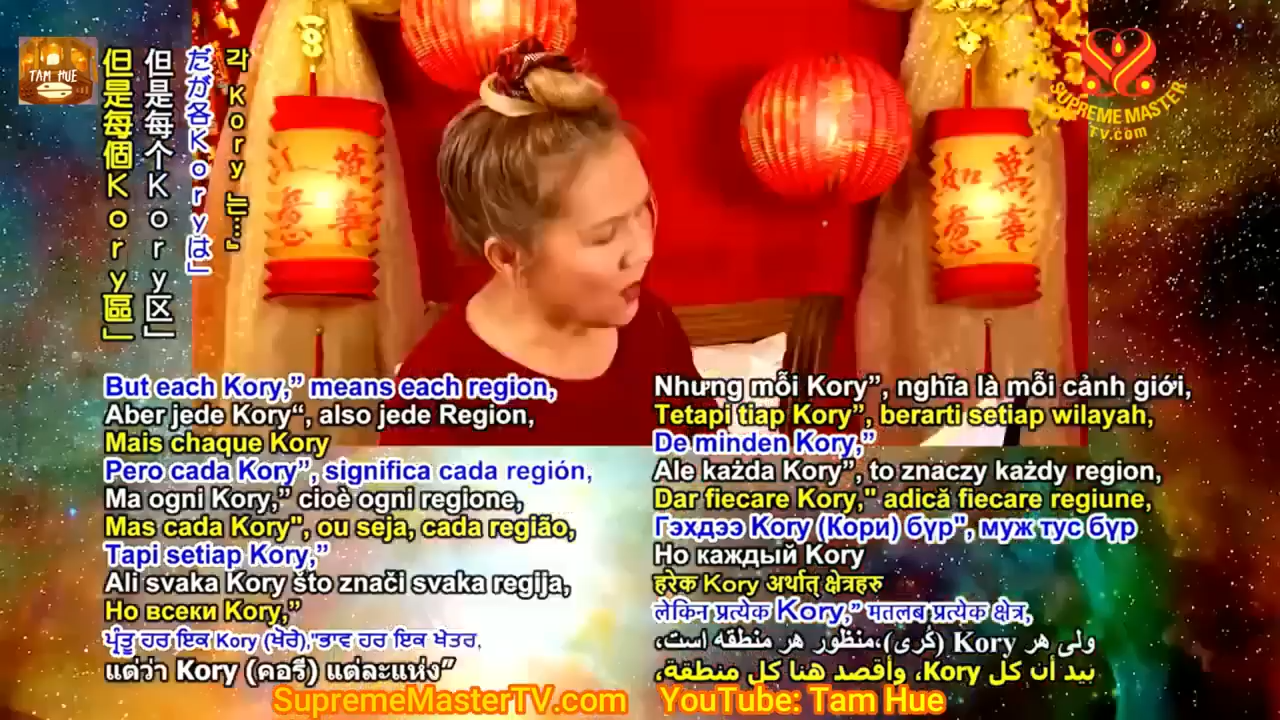 TAM HUE
但是每個Kory區」
但是每个Kory区」
だが各Koryは」
각 Kory 는…』
SUPREME MASTER
TV.com
萬事
如意
But each Kory,” means each region,
Aber jede Kory“, also jede Region,
Mais chaque Kory
Pero cada Kory”, significa cada región,
Ma ogni Kory,” cioè ogni regione,
Mas cada Kory", ou seja, cada região,
Tapi setiap Kory,”
Ali svaka Kory što znači svaka regija,
Но всеки Kory,”
ਪ੍ਰੰਤੂ ਹਰ ਇਕ Kory (ਖੋਰੇ),"ਭਾਵ ਹਰ ਇਕ ਖੇਤਰ,
แต่ว่า Kory (คอรี) แต่ละแห่ง”
Nhưng mỗi Kory”, nghĩa là mỗi cảnh giới,
Tetapi tiap Kory”, berarti setiap wilayah,
De minden Kory,”
Ale każda Kory”, to znaczy każdy region,
Dar fiecare Kory," adică fiecare regiune,
Гэхдээ Kory (Кори) бүр", муж тус бүр
Но каждый Kory
हरेक Kory अर्थात् क्षेत्रहरु
लेकिन प्रत्येक Kory,” मतलब प्रत्येक क्षेत्र,
ولی هر Kory (کُری)،منظور هر منطقه است،
بيد أن كل Kory، وأقصد هنا كل منطقة،
SupremeMasterTV.com YouTube: Tam Hue